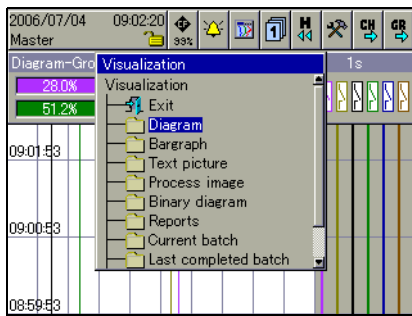 2006/07/04 09:02:20
Master 99% 1 H CH GR
Diagram-Gro 1s
Visualization
28.0%
51.2%
Visualization
Exit
Diagram
Bargraph
Text picture
Process image
Binary diagram
Reports
Current batch
Last completed batch
09:01:53
09:00:53
08:59:53